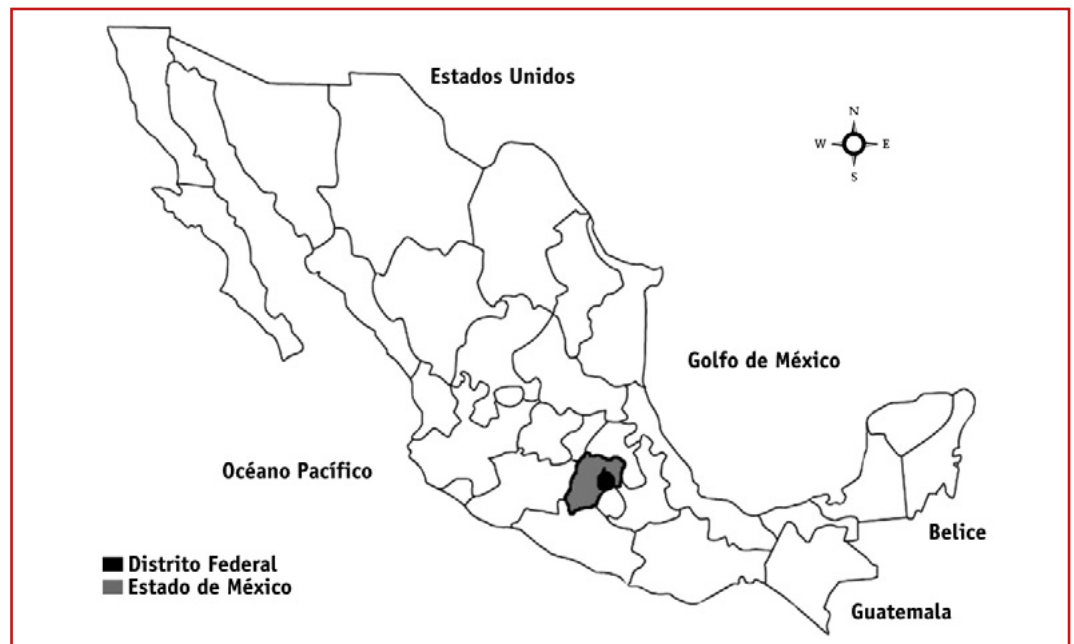 Estados Unidos
N
W E
S
Golfo de México
Océano Pacífico
Belice
Distrito Federal
Estado de México
Guatemala